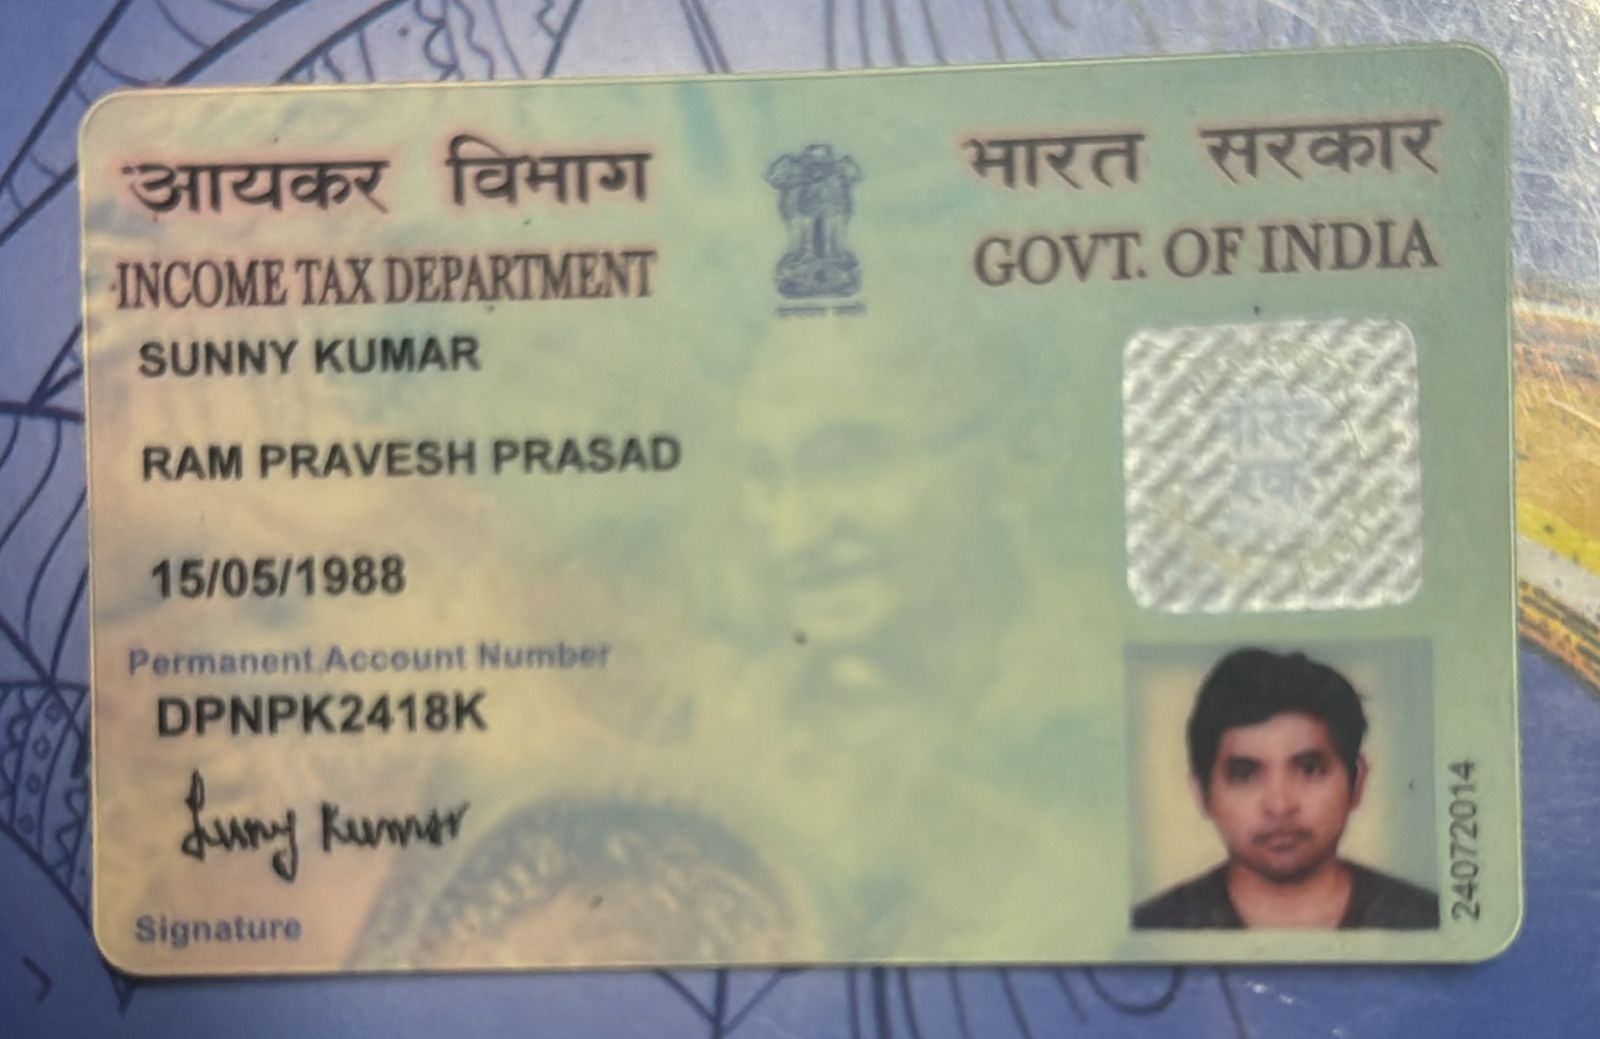 आयकर विभाग
INCOME TAX DEPARTMENT
भारत सरकार
GOVT. OF INDIA
SUNNY KUMAR
RAM PRAVESH PRASAD
15/05/1988
Permanent Account Number
DPNPK2418K
Sunny Kumar
Signature
24072014